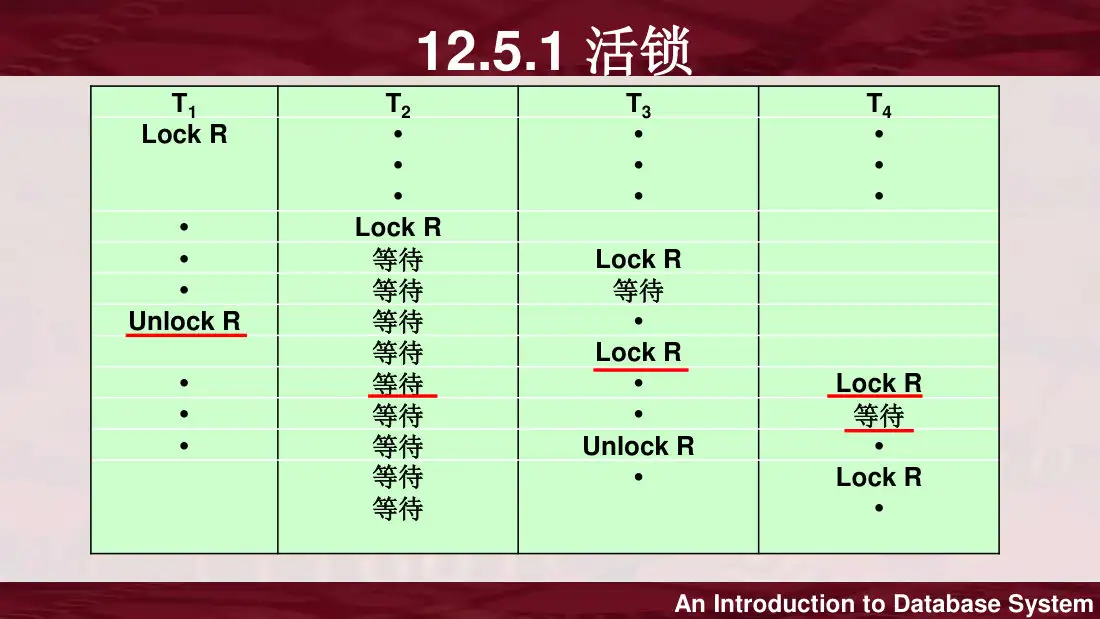 12.5.1 活锁
T1 T2 T3 T4
Lock R • • •
• • •
• • •
• Lock R
• 等待 Lock R
• 等待 等待
Unlock R 等待 •
等待 Lock R
• 等待 • Lock R
• 等待 • 等待
• 等待 Unlock R •
等待 • Lock R
等待 •
An Introduction to Database System